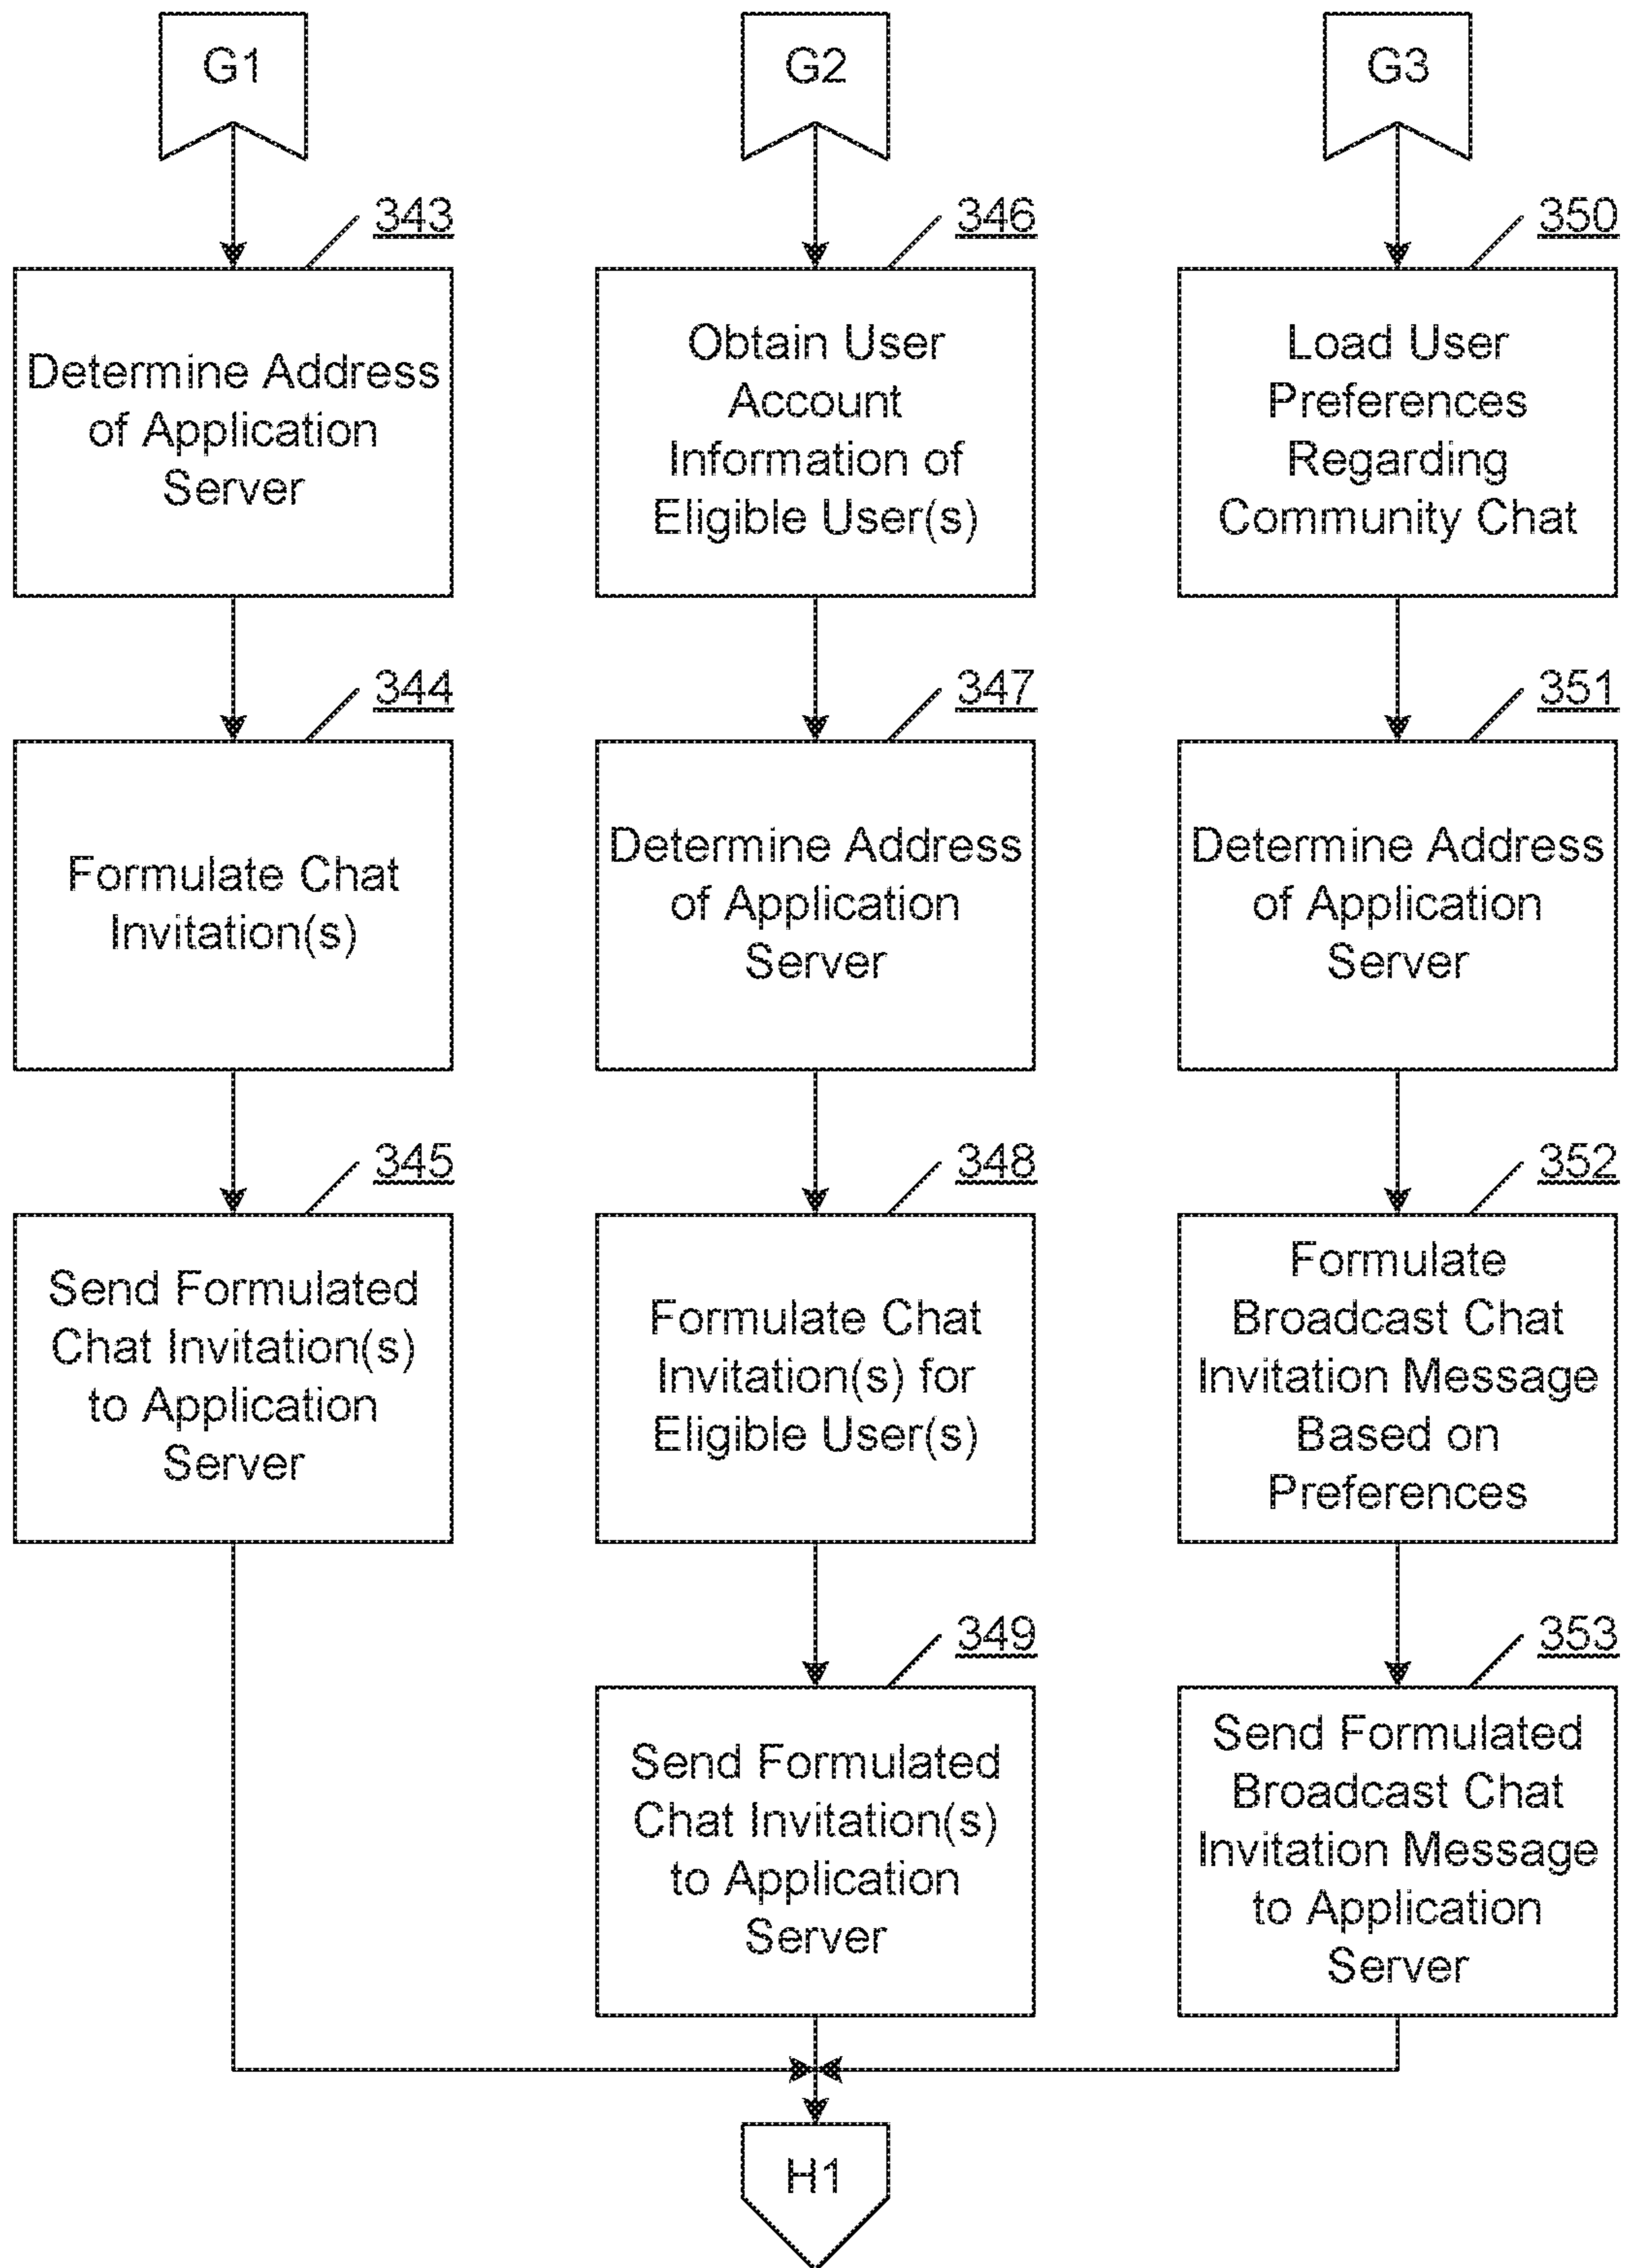 G1
G2
G3
343
Determine Address
of Application
Server
344
Formulate Chat
Invitation(s)
345
Send Formulated
Chat Invitation(s)
to Application
Server
346
Obtain User
Account
Information of
Eligible User(s)
347
Determine Address
of Application
Server
348
Formulate Chat
Invitation(s) for
Eligible User(s)
349
Send Formulated
Chat Invitation(s)
to Application
Server
350
Load User
Preferences
Regarding
Community Chat
351
Determine Address
of Application
Server
352
Formulate
Broadcast Chat
Invitation Message
Based on
Preferences
353
Send Formulated
Broadcast Chat
Invitation Message
to Application
Server
H1